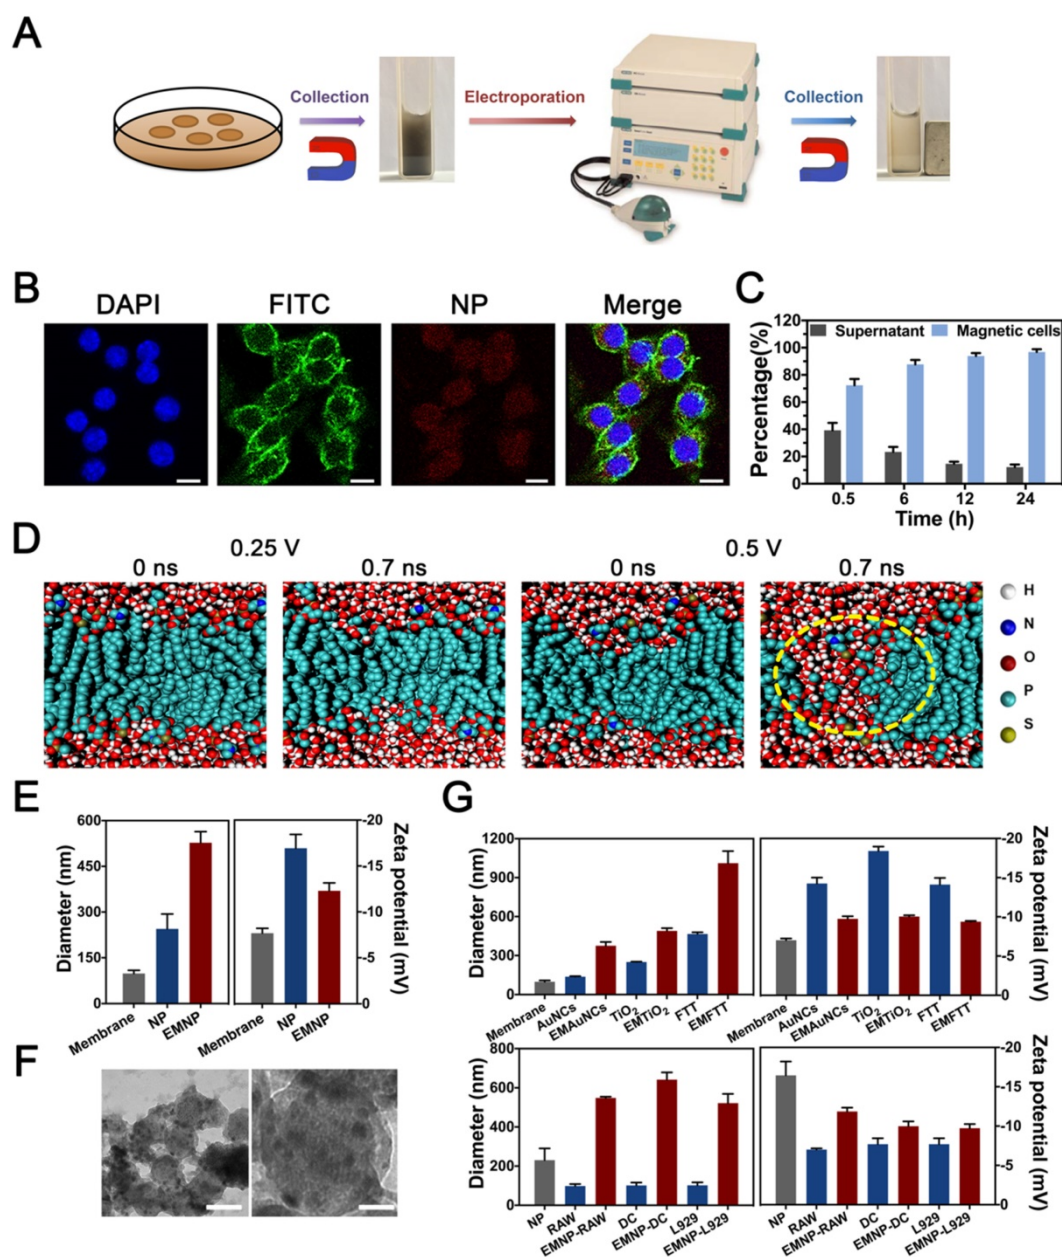 A
Collection
Electroporation
Collection
B
DAPI
FITC
NP
Merge
C
Supernatant
Magnetic cells
Percentage(%)
120
100
80
60
40
20
0
0.5
6
12
24
Time (h)
D
0.25 V
0.5 V
0 ns
0.7 ns
0 ns
0.7 ns
H
N
O
P
S
E
Diameter (nm)
600
450
300
150
0
Membrane
NP
EMNP
Membrane
NP
EMNP
-20
-15
-10
-5
0
Zeta potential (mV)
F
G
Diameter (nm)
1200
900
600
300
0
Membrane
AuNCs
EMAuNCs
TiO2
EMTiO2
FTT
EMFTT
Membrane
AuNCs
EMAuNCs
TiO2
EMTiO2
FTT
EMFTT
-20
-15
-10
-5
0
Zeta potential (mV)
Diameter (nm)
800
600
400
200
0
NP
RAW
EMNP-RAW
DC
EMNP-DC
L929
EMNP-L929
NP
RAW
EMNP-RAW
DC
EMNP-DC
L929
EMNP-L929
-20
-15
-10
-5
0
Zeta potential (mV)